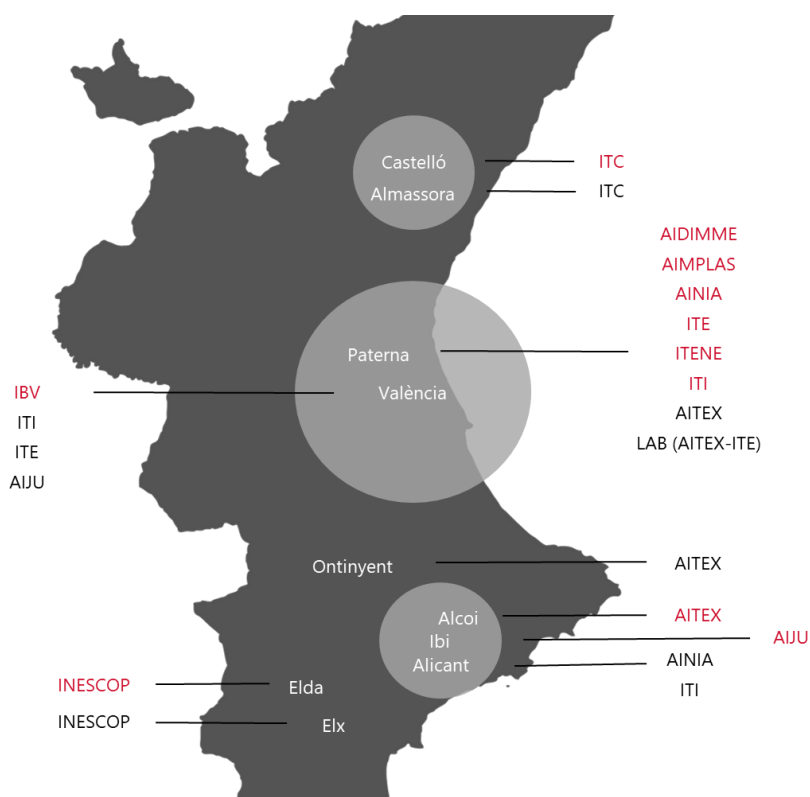 Castelló
ITC
Almassora
ITC
AIDIMME
AIMPLAS
AINIA
ITE
Paterna
ITENE
ITI
IBV
València
AITEX
ITI
LAB (AITEX-ITE)
ITE
AIJU
Ontinyent
AITEX
Alcoi
AITEX
Ibi
AIJU
Alicant
AINIA
ITI
INESCOP
Elda
INESCOP
Elx